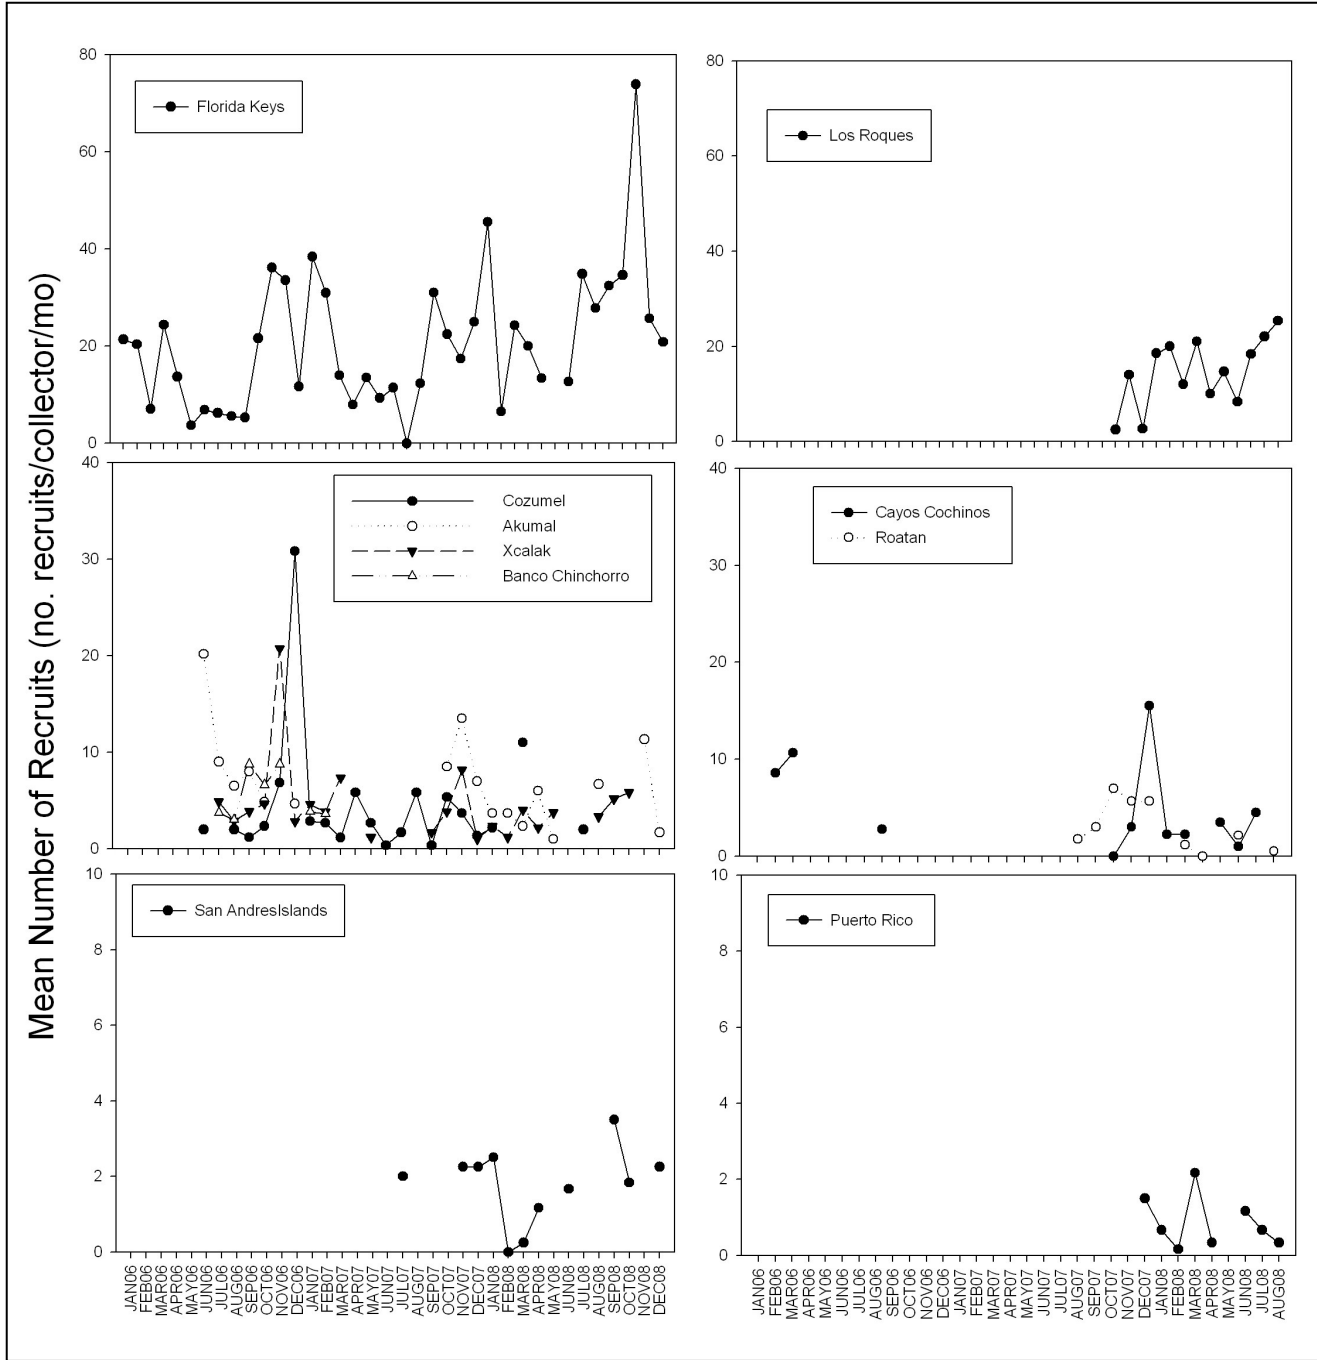 Mean Number of Recruits (no. recruits/collector/mo)
80
60
40
20
0
Florida Keys
80
60
40
20
0
Los Roques
40
30
20
10
0
Cozumel
Akumal
Xcalak
Banco Chinchorro
40
30
20
10
0
Cayos Cochinos
Roatan
10
8
6
4
2
0
San AndresIslands
JAN06
FEB06
MAR06
APR06
MAY06
JUN06
JUL06
AUG06
SEP06
OCT06
NOV06
DEC06
JAN07
FEB07
MAR07
APR07
MAY07
JUN07
JUL07
AUG07
SEP07
OCT07
NOV07
DEC07
JAN08
FEB08
MAR08
APR08
MAY08
JUN08
JUL08
AUG08
SEP08
OCT08
NOV08
DEC08
10
8
6
4
2
0
Puerto Rico
JAN06
FEB06
MAR06
APR06
MAY06
JUN06
JUL06
AUG06
SEP06
OCT06
NOV06
DEC06
JAN07
FEB07
MAR07
APR07
MAY07
JUN07
JUL07
AUG07
SEP07
OCT07
NOV07
DEC07
JAN08
FEB08
MAR08
APR08
MAY08
JUN08
JUL08
AUG08